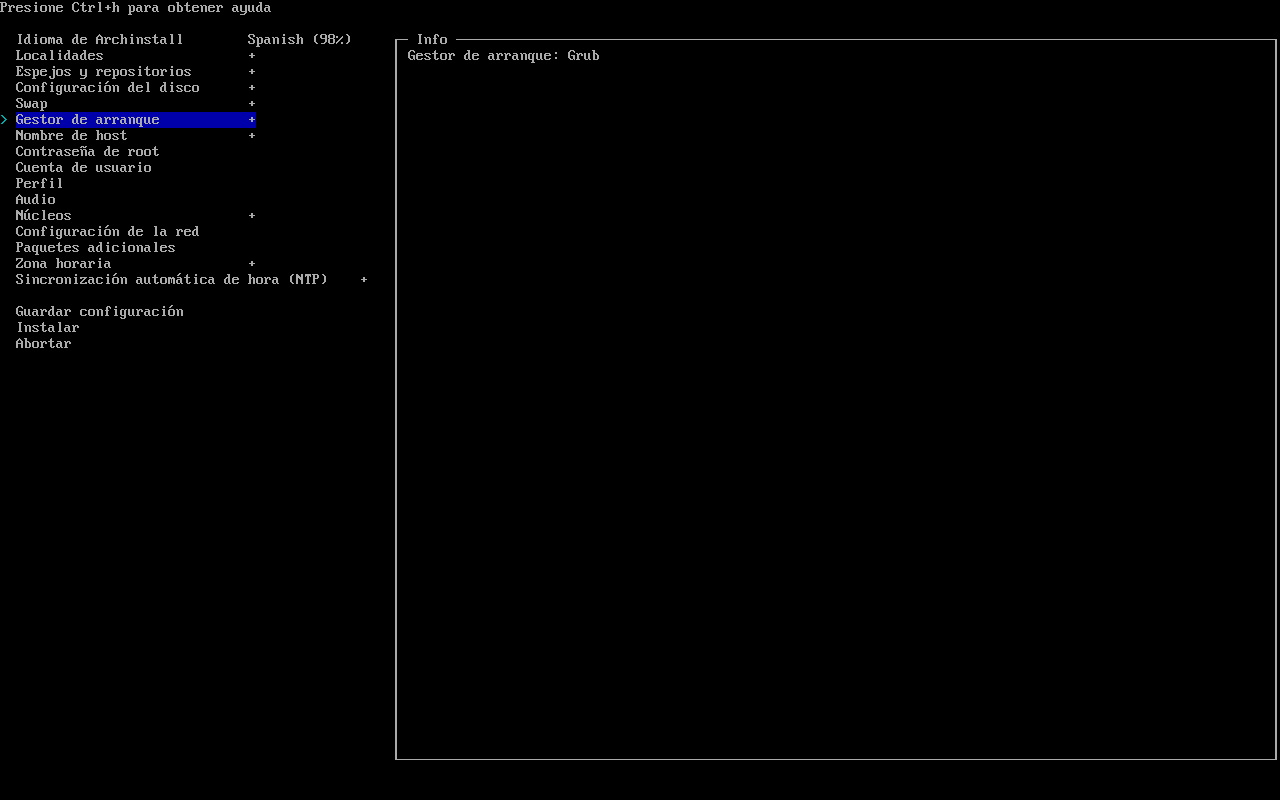 Presione Ctrl+h para obtener ayuda
Idioma de Archinstall Spanish (98%)
Localidades +
Espejos y repositorios +
Configuración del disco +
Swap +
> Gestor de arranque +
Nombre de host +
Contraseña de root
Cuenta de usuario
Perfil
Audio
Núcleos +
Configuración de la red
Paquetes adicionales
Zona horaria +
Sincronización automática de hora (NTP) +
Guardar configuración
Instalar
Abortar
Info
Gestor de arranque: Grub